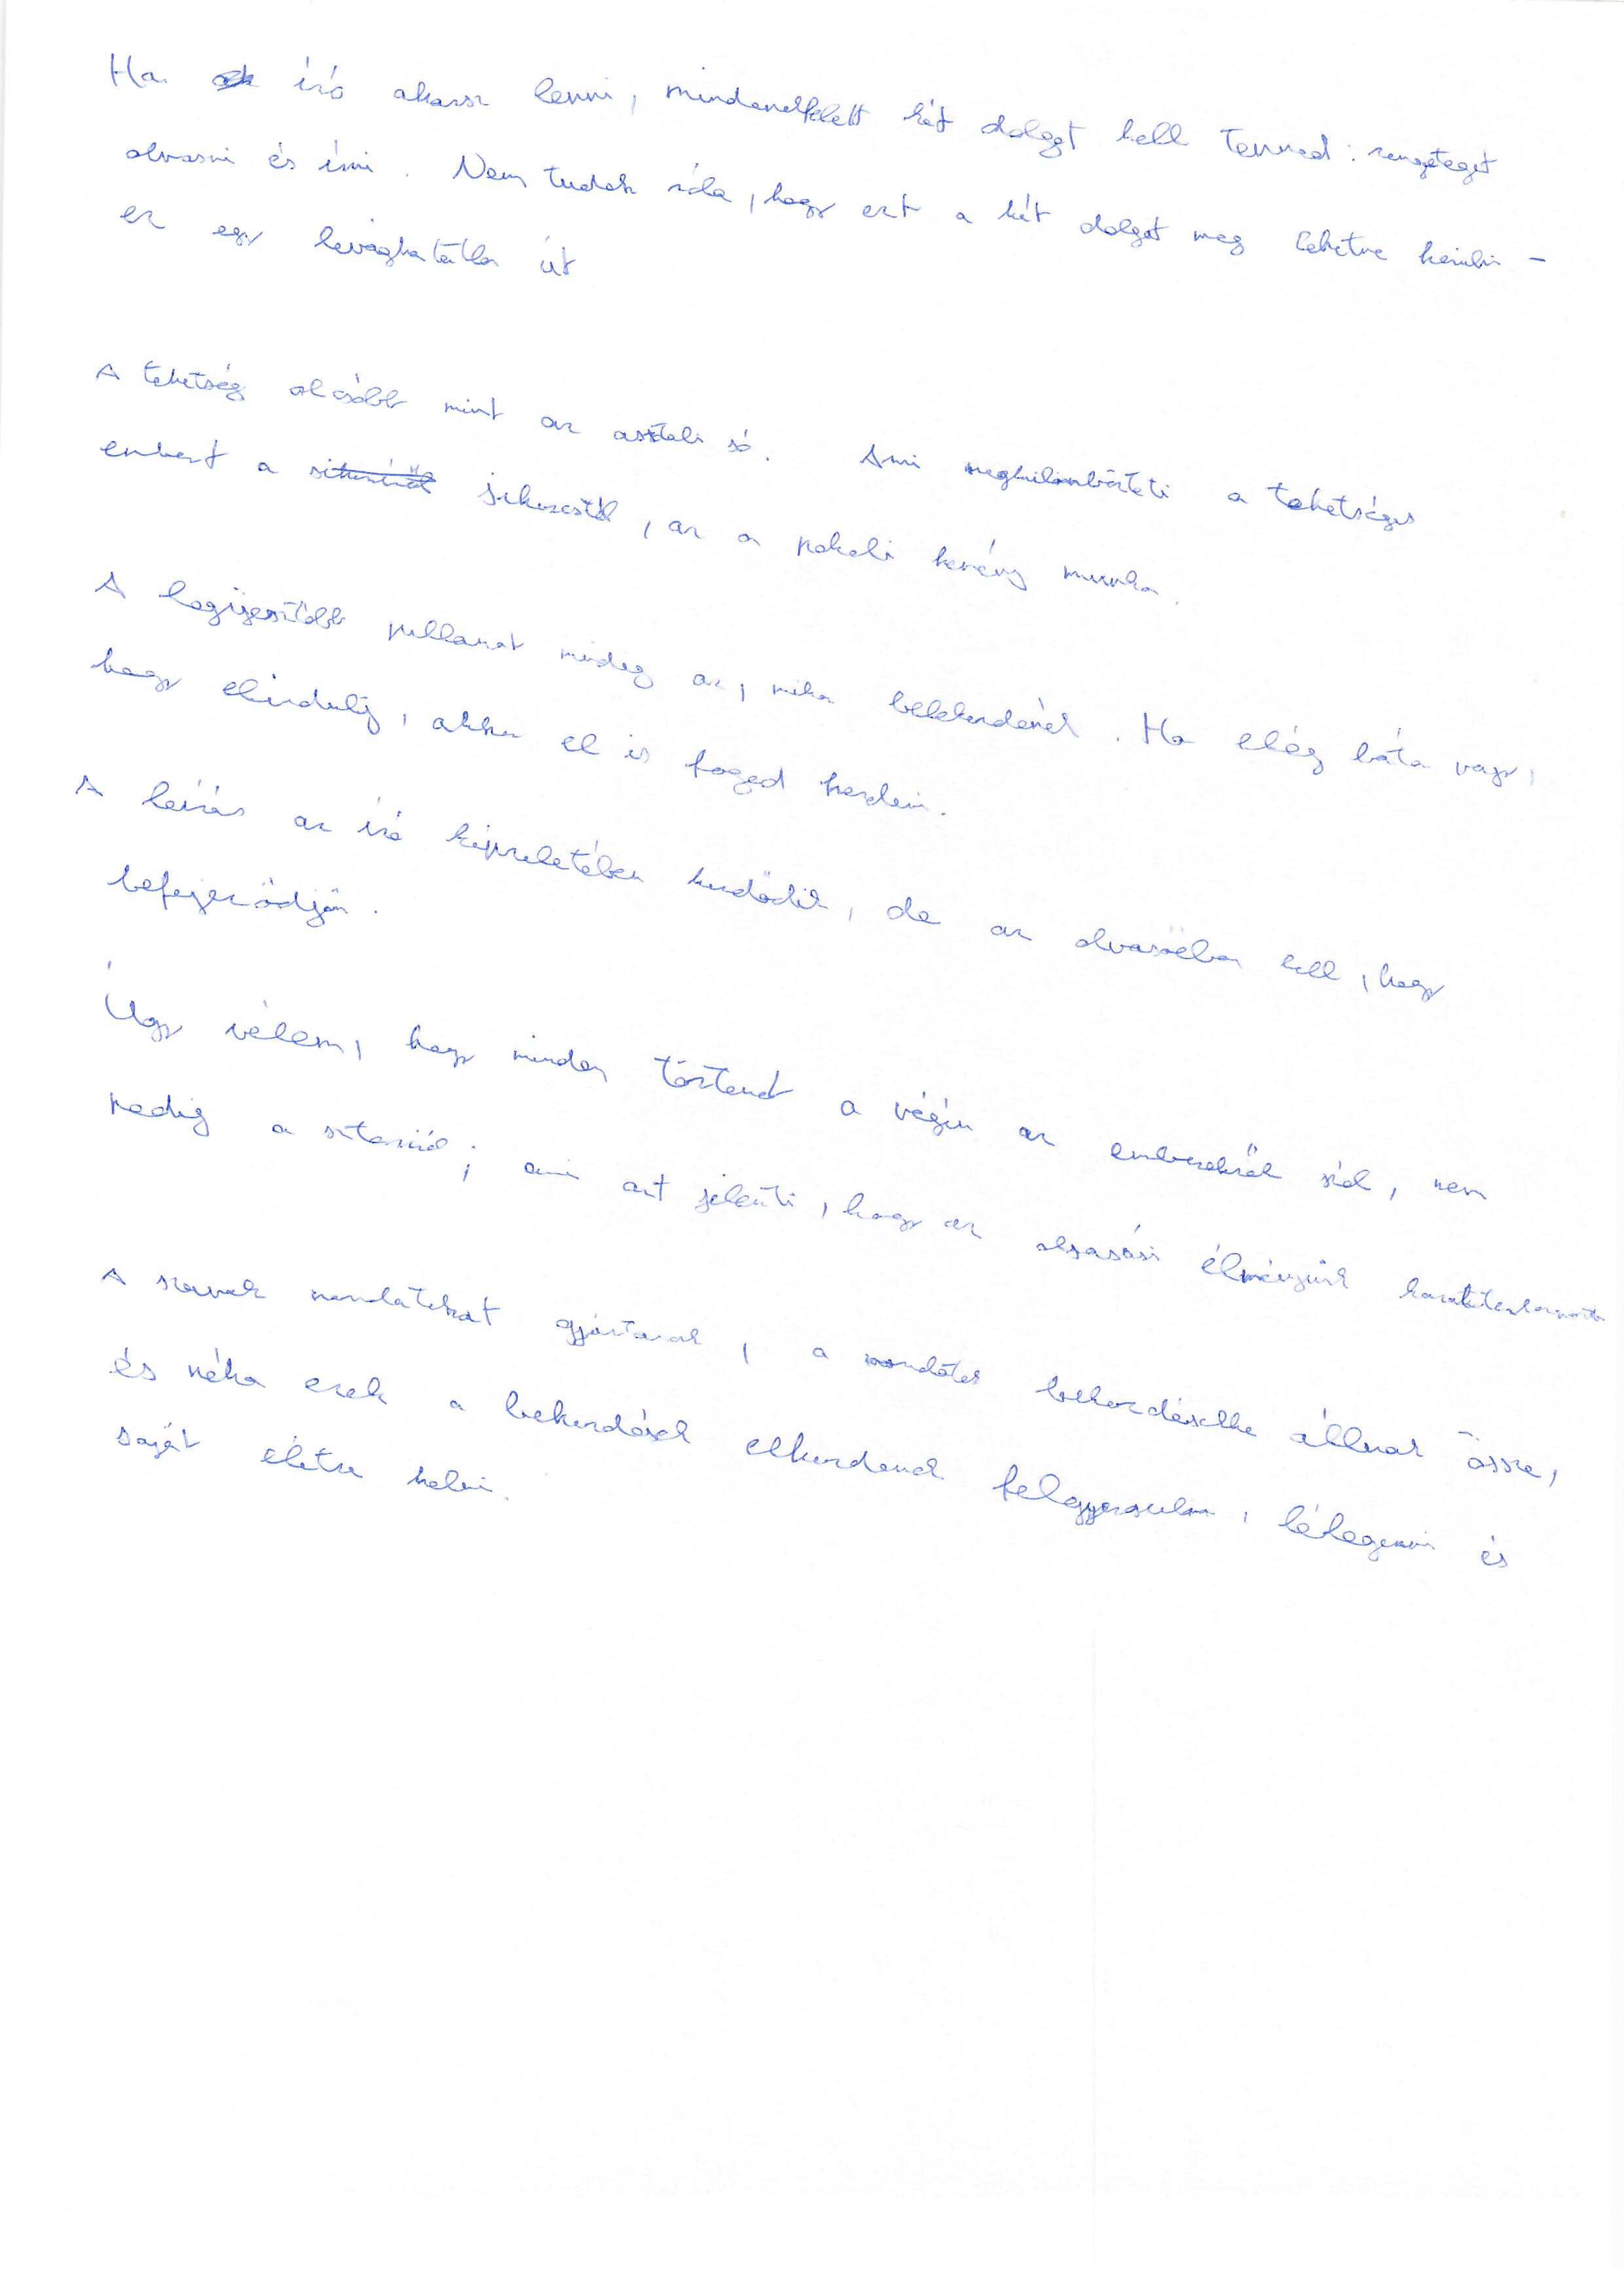 Ha író akarsz lenni, mindenekfelett két dolgot kell tenned: rengeteget
olvasni és írni. Nem tudok róla, hogy ezt a két dolgot meg lehetne kerülni -
ez egy levághatatlan út
A tehetség olcsóbb mint az asztali só. Ami megkülönbözteti a tehetséges
embert a sikerestől, az a pokoli kemény munka.
A legijesztőbb pillanat mindig az, mikor belekezdenél. Ha elég bátor vagy,
hogy elindulj, akkor el is fogod kezdeni.
A leírás az író képzeletében kezdődik, de az olvasóéban kell, hogy
befejeződjön.
Úgy vélem, hogy minden történet a végén az emberekről szól, nem
pedig a sztoriról; ami azt jelenti, hogy az olvasási élményünk
A szavak mondatokat gyártanak, a mondatok bekezdésekbe állnak össze,
és néha ezek a bekezdések elkezdenek felgyorsulni, lélegezni és
saját életre kelni.